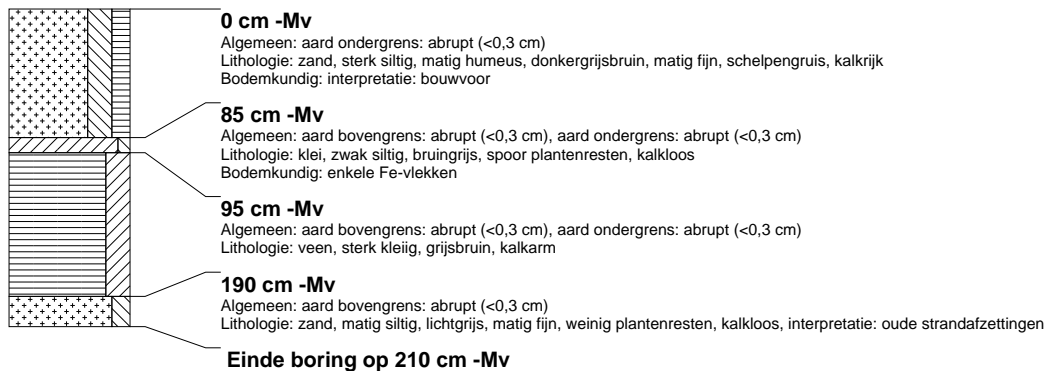 0 cm -Mv
Algemeen: aard ondergrens: abrupt (<0,3 cm)
Lithologie: zand, sterk siltig, matig humeus, donkergrijsbruin, matig fijn, schelpengruis, kalkrijk
Bodemkundig: interpretatie: bouwvoor
85 cm -Mv
Algemeen: aard bovengrens: abrupt (<0,3 cm), aard ondergrens: abrupt (<0,3 cm)
Lithologie: klei, zwak siltig, bruingrijs, spoor plantenresten, kalkloos
Bodemkundig: enkele Fe-vlekken
95 cm -Mv
Algemeen: aard bovengrens: abrupt (<0,3 cm), aard ondergrens: abrupt (<0,3 cm)
Lithologie: veen, sterk kleiig, grijsbruin, kalkarm
190 cm -Mv
Algemeen: aard bovengrens: abrupt (<0,3 cm)
Lithologie: zand, matig siltig, lichtgrijs, matig fijn, weinig plantenresten, kalkloos, interpretatie: oude strandafzettingen
Einde boring op 210 cm -Mv